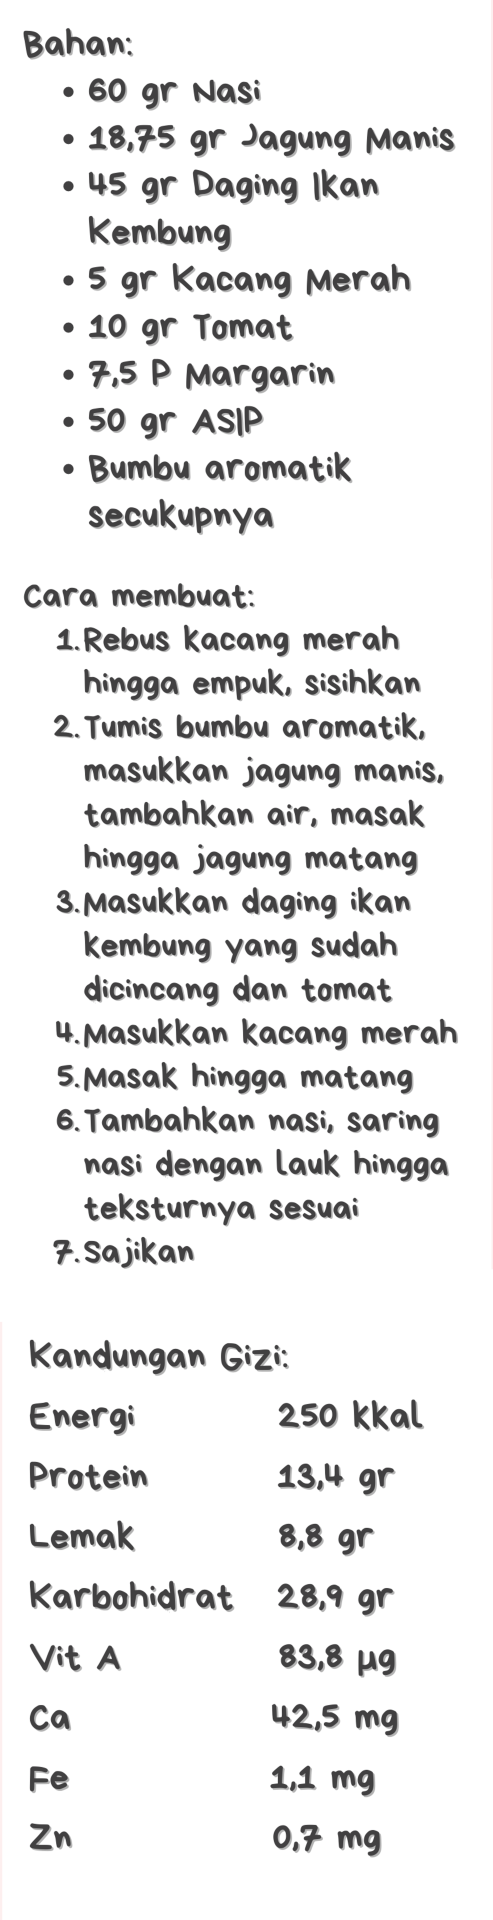 Bahan:
• 60 gr Nasi
• 18,75 gr Jagung Manis
• 45 gr Daging Ikan
Kembung
• 5 gr Kacang Merah
• 10 gr Tomat
• 7,5 P Margarin
• 50 gr ASIP
• Bumbu aromatik
secukupnya
Cara membuat:
1. Rebus kacang merah
hingga empuk, sisihkan
2. Tumis bumbu aromatik,
masukkan jagung manis,
tambahkan air, masak
hingga jagung matang
3. Masukkan daging ikan
kembung yang sudah
dicincang dan tomat
4. Masukkan kacang merah
5. Masak hingga matang
6. Tambahkan nasi, saring
nasi dengan lauk hingga
teksturnya sesuai
7. Sajikan
Kandungan Gizi:
Energi 250 kkal
Protein 13,4 gr
Lemak 8,8 gr
Karbohidrat 28,9 gr
Vit A 83,8 µg
Ca 42,5 mg
Fe 1,1 mg
Zn 0,7 mg